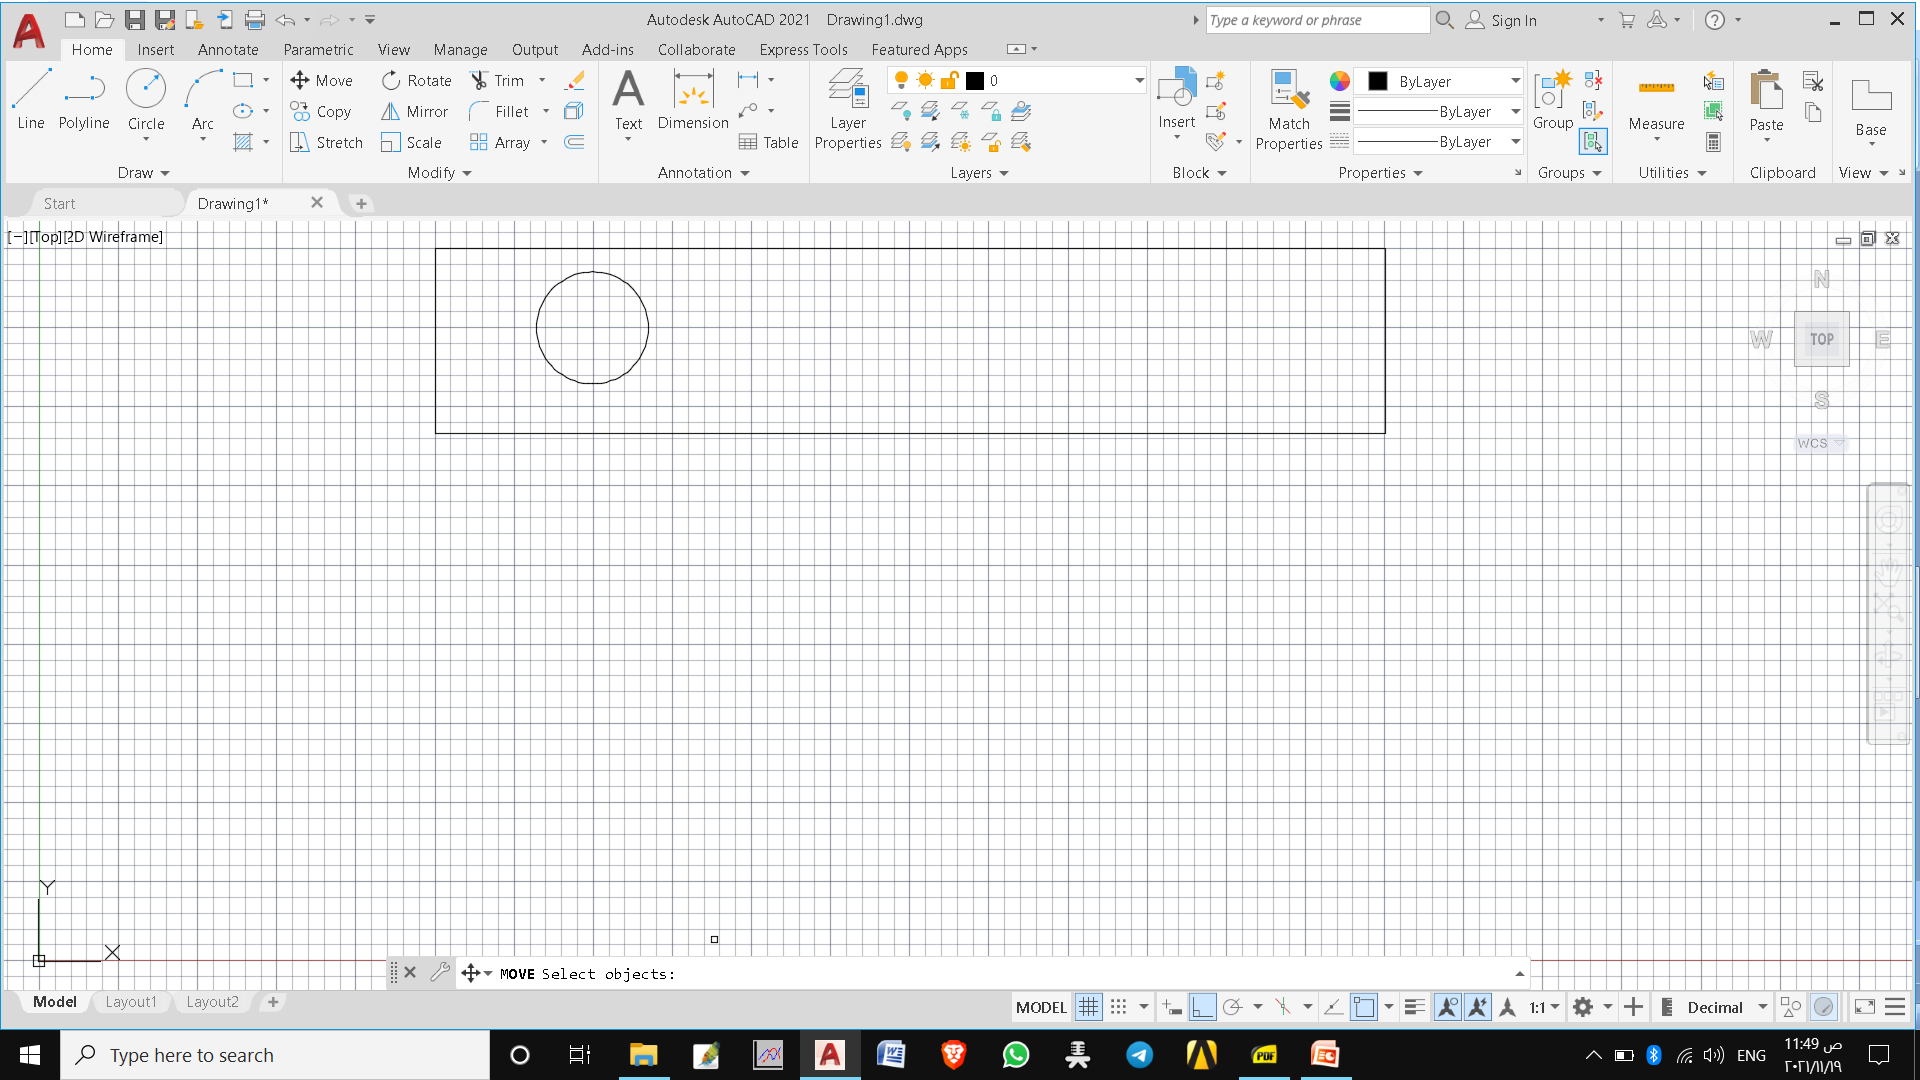 Autodesk AutoCAD 2021 Drawing1.dwg Type a keyword or phrase Sign In
Home Insert Annotate Parametric View Manage Output Add-ins Collaborate Express Tools Featured Apps
Line Polyline Circle Arc
Move Rotate Trim
Copy Mirror Fillet
Stretch Scale Array
Text Dimension Table
Layer Properties
0
Insert
Match Properties
ByLayer
ByLayer
ByLayer
Group Measure Paste Base
Draw Modify Annotation Layers Block Properties Groups Utilities Clipboard View
Start Drawing1*
[−][Top][2D Wireframe]
N
W TOP E
S
WCS
Y
X
MOVE Select objects:
Model Layout1 Layout2 MODEL 1:1 Decimal
Type here to search PDF ENG
11:49 ص
٢٠٢١/١١/١٩